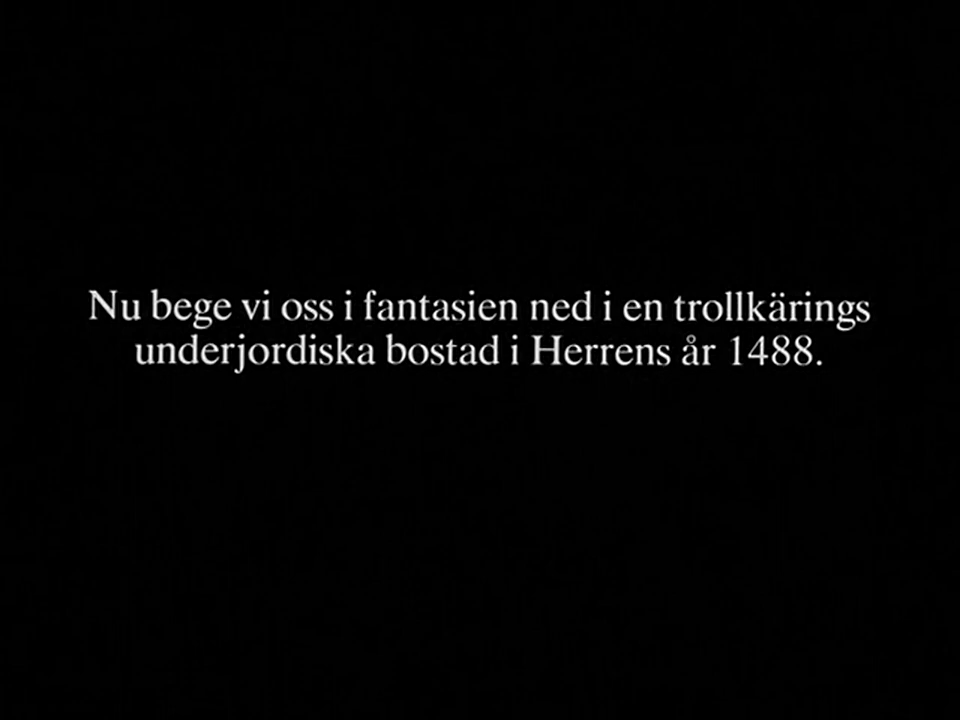 Nu bege vi oss i fantasien ned i en trollkärings
underjordiska bostad i Herrens år 1488.